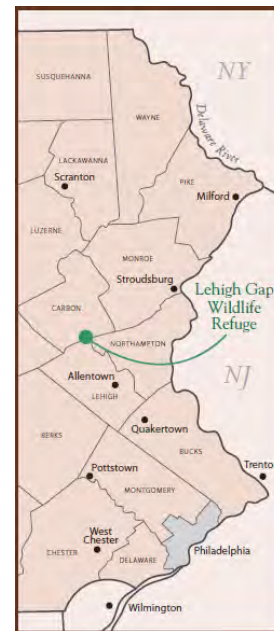 NY
SUSQUEHANNA
WAYNE
Delaware River
LACKAWANNA
Scranton
PIKE
Milford
LUZERNE
MONROE
Stroudsburg
Lehigh Gap
Wildlife
Refuge
CARBON
NORTHAMPTON
NJ
Allentown
LEHIGH
Quakertown
BERKS
BUCKS
Pottstown
Trento
MONTGOMERY
West
Chester
CHESTER
DELAWARE
Philadelphia
Wilmington